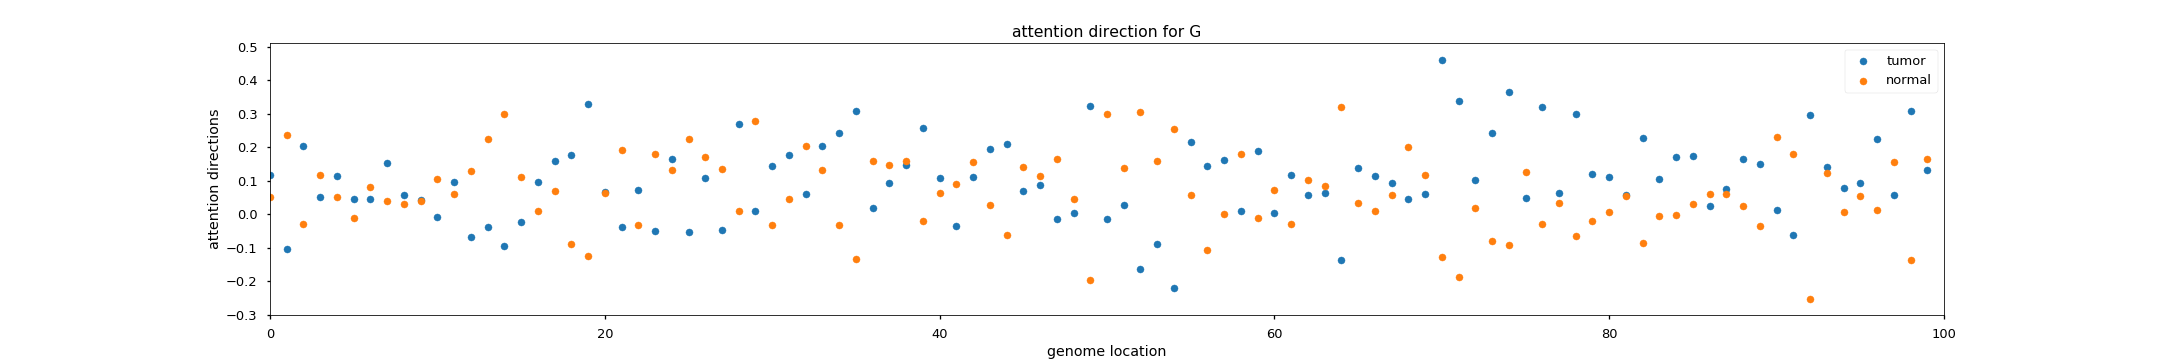 attention direction for G
0.5
0.4
0.3
0.2
0.1
0.0
−0.1
−0.2
−0.3
attention directions
tumor
normal
0 20 40 60 80 100
genome location